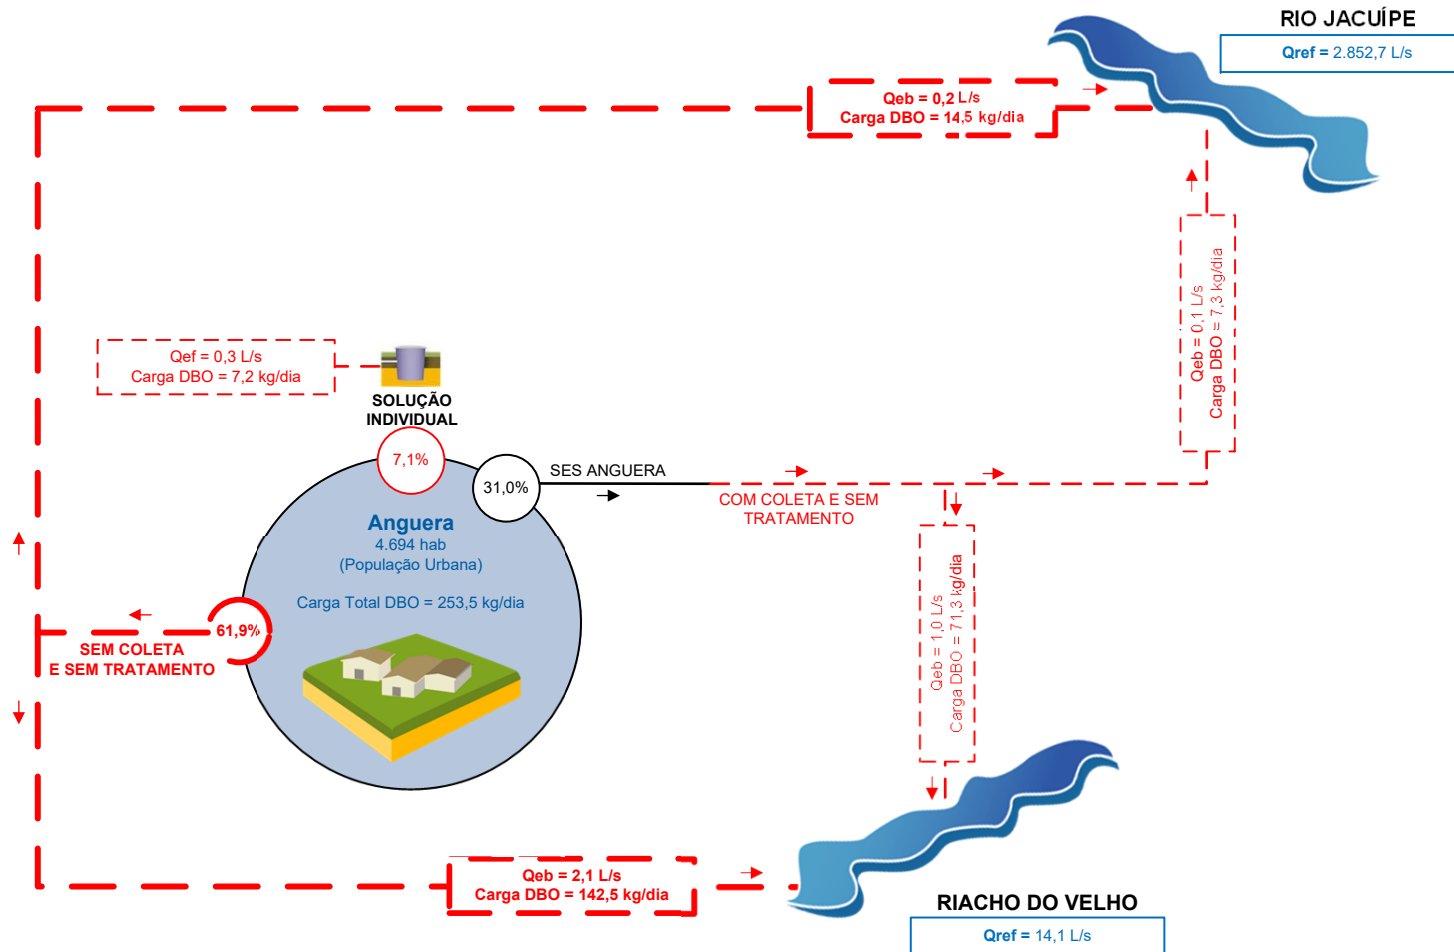 RIO JACUÍPE
Qref = 2.852,7 L/s
Qeb = 0,2 L/s
Carga DBO = 14,5 kg/dia
Qeb = 0,1 L/s
Carga DBO = 7,3 kg/dia
Qef = 0,3 L/s
Carga DBO = 7,2 kg/dia
SOLUÇÃO
INDIVIDUAL
7,1%
31,0%
SES ANGUERA
COM COLETA E SEM
TRATAMENTO
Anguera
4.694 hab
(População Urbana)
Carga Total DBO = 253,5 kg/dia
61,9%
SEM COLETA
E SEM TRATAMENTO
Qeb = 1,0 L/s
Carga DBO = 71,3 kg/dia
Qeb = 2,1 L/s
Carga DBO = 142,5 kg/dia
RIACHO DO VELHO
Qref = 14,1 L/s